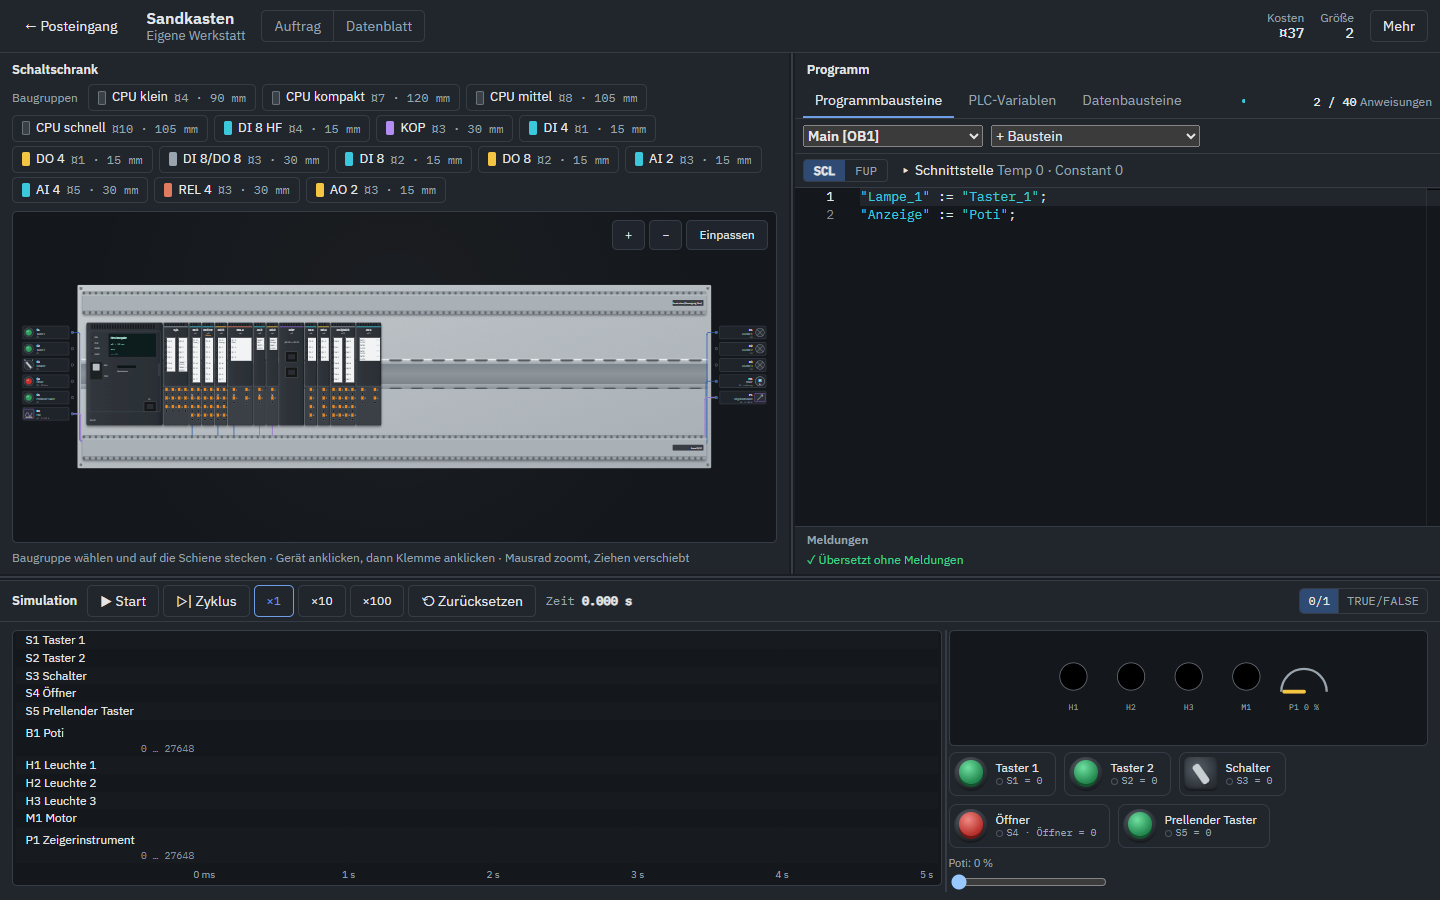 ← Posteingang
Sandkasten
Eigene Werkstatt
Auftrag
Datenblatt
Kosten
¤37
Größe
2
Mehr
Schaltschrank
Baugruppen
CPU klein ¤4 · 90 mm
CPU kompakt ¤7 · 120 mm
CPU mittel ¤8 · 105 mm
CPU schnell ¤10 · 105 mm
DI 8 HF ¤4 · 15 mm
KOP ¤3 · 30 mm
DI 4 ¤1 · 15 mm
DO 4 ¤1 · 15 mm
DI 8/DO 8 ¤3 · 30 mm
DI 8 ¤2 · 15 mm
DO 8 ¤2 · 15 mm
AI 2 ¤3 · 15 mm
AI 4 ¤5 · 30 mm
REL 4 ¤3 · 30 mm
AO 2 ¤3 · 15 mm
+
−
Einpassen
Baugruppe wählen und auf die Schiene stecken · Gerät anklicken, dann Klemme anklicken · Mausrad zoomt, Ziehen verschiebt
Programm
Programmbausteine
PLC-Variablen
Datenbausteine
2 / 40 Anweisungen
Main [OB1]
+ Baustein
SCL
FUP
▸ Schnittstelle Temp 0 · Constant 0
1 "Lampe_1" := "Taster_1";
2 "Anzeige" := "Poti";
Meldungen
✓ Übersetzt ohne Meldungen
Simulation
▶ Start
Zyklus
×1
×10
×100
Zurücksetzen
Zeit 0.000 s
0/1
TRUE/FALSE
S1 Taster 1
S2 Taster 2
S3 Schalter
S4 Öffner
S5 Prellender Taster
B1 Poti
0 … 27648
H1 Leuchte 1
H2 Leuchte 2
H3 Leuchte 3
M1 Motor
P1 Zeigerinstrument
0 … 27648
0 ms
1 s
2 s
3 s
4 s
5 s
H1
H2
H3
M1
P1 0 %
Taster 1
S1 = 0
Taster 2
S2 = 0
Schalter
S3 = 0
Öffner
S4 · Öffner = 0
Prellender Taster
S5 = 0
Poti: 0 %